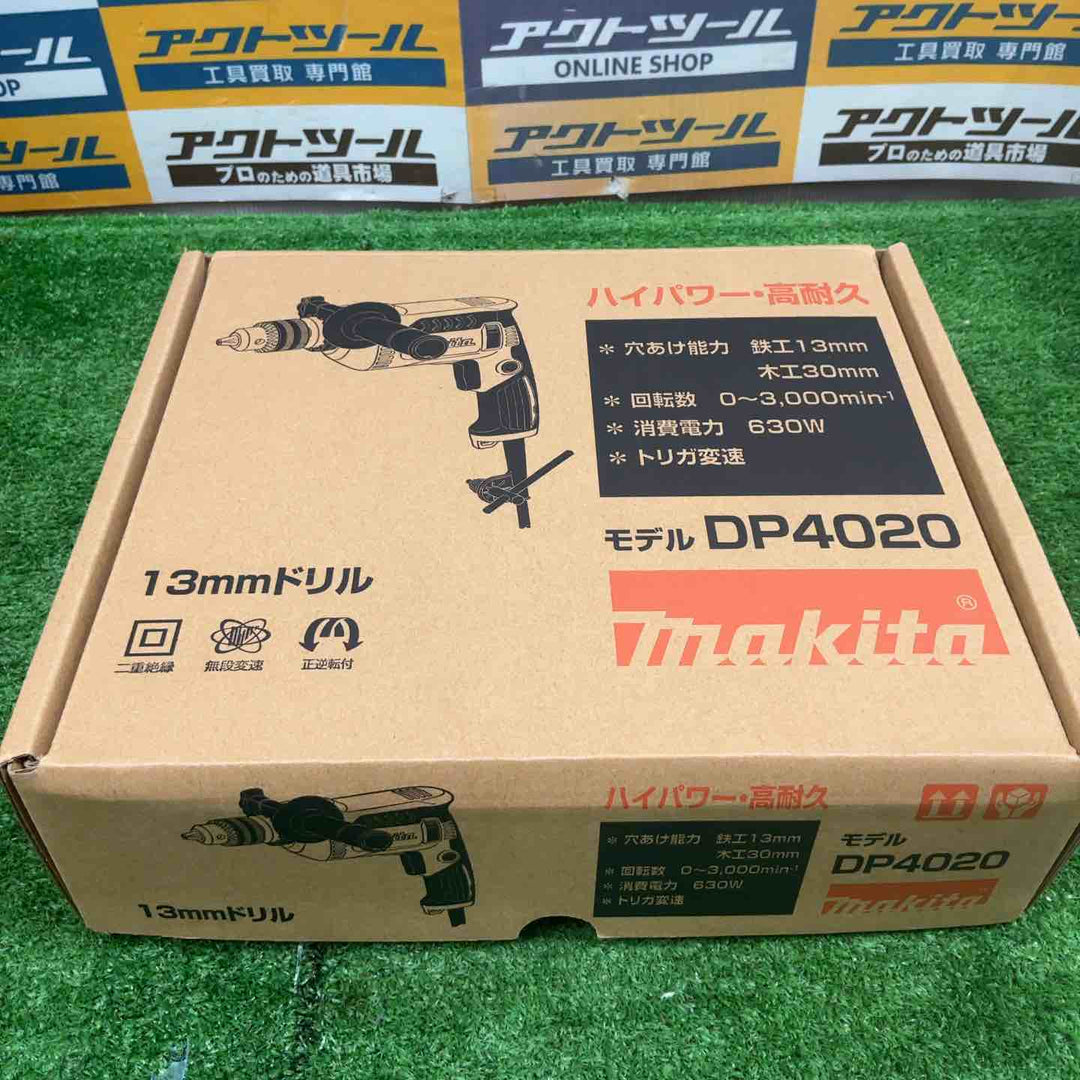 ール
アクトツール
アクトツール
アクト
OP
工具買取 専門館
ONLINE SHOP
工具買取 専門館
ツール
アクトツール
アクトツール
アクトツール
専門館
プロのための道具市場
工具買取 専門館
プロのための道具市場
ハイパワー・高耐久
* 穴あけ能力 鉄工13mm
木工30mm
* 回転数 0～3,000min-1
* 消費電力 630W
* トリガ変速
モデル DP4020
makita®
13mmドリル
二重絶縁
無段変速
正逆転付
ハイパワー・高耐久
* 穴あけ能力 鉄工13mm
木工30mm
* 回転数 0～3,000min-1
* 消費電力 630W
* トリガ変速
モデル
DP4020
makita
13mmドリル